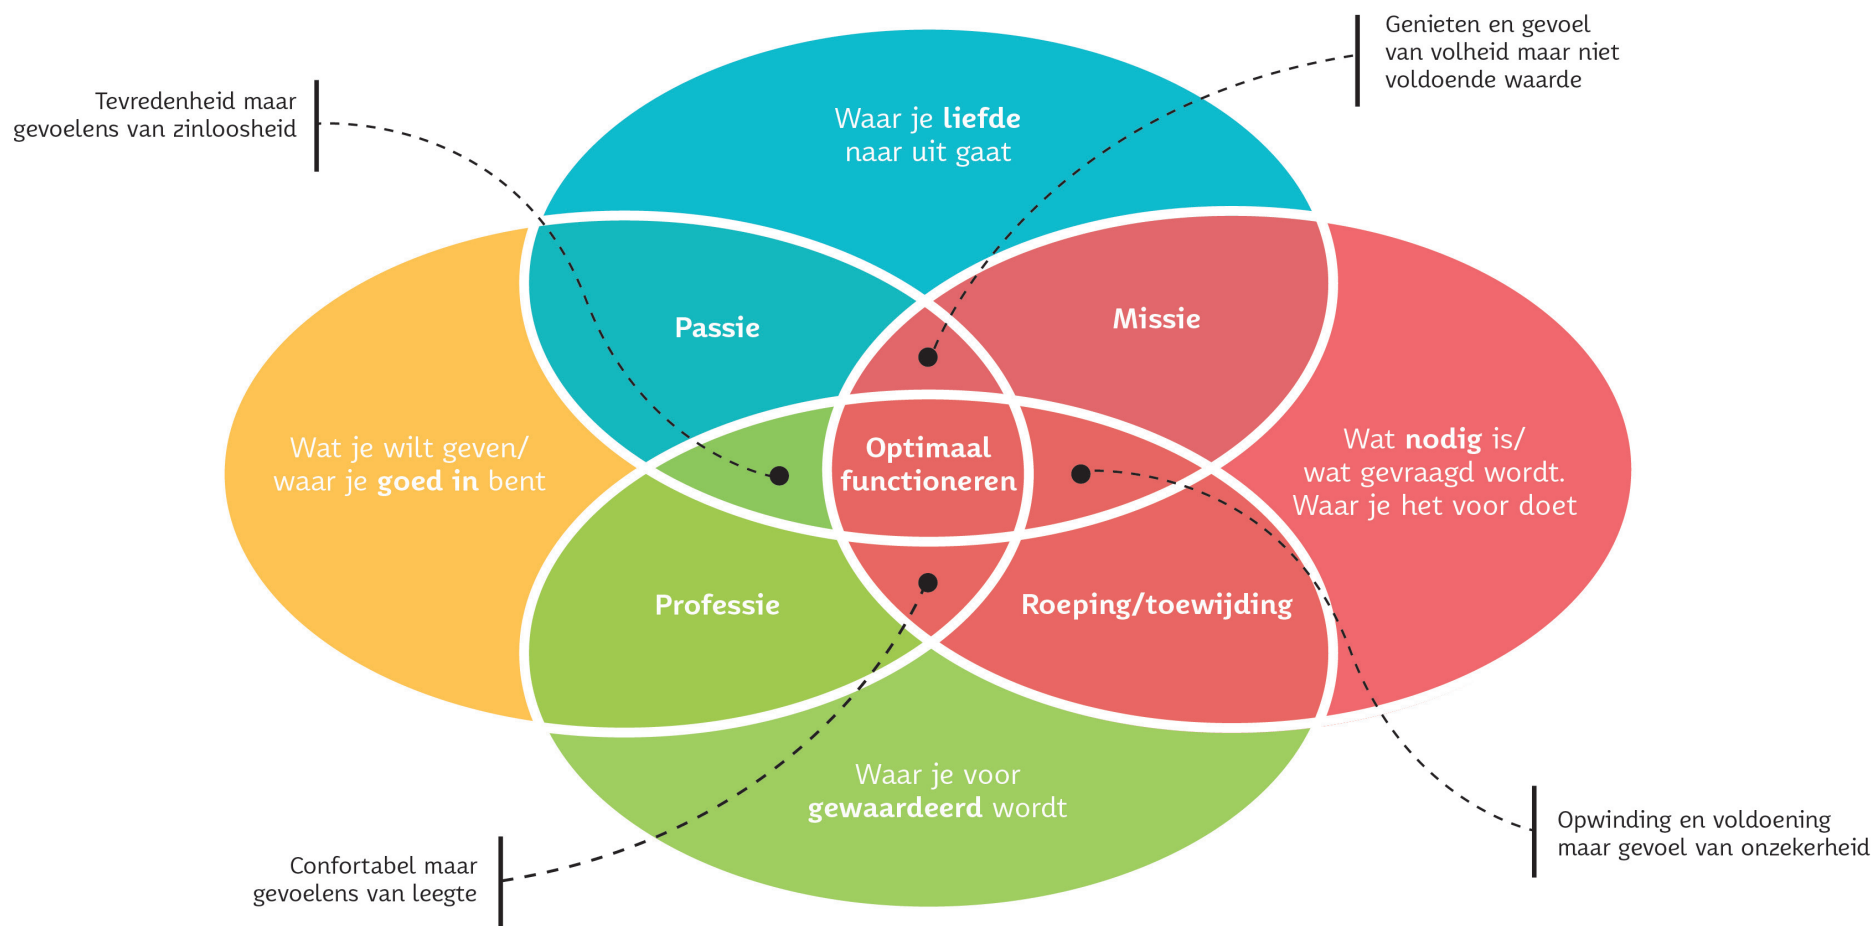 Genieten en gevoel
van volheid maar niet
voldoende waarde
Tevredenheid maar
gevoelens van zinloosheid
Waar je liefde
naar uit gaat
Passie
Missie
Wat je wilt geven/
waar je goed in bent
Optimaal
functioneren
Wat nodig is/
wat gevraagd wordt.
Waar je het voor doet
Professie
Roeping/toewijding
Waar je voor
gewaardeerd wordt
Opwinding en voldoening
maar gevoel van onzekerheid
Confortabel maar
gevoelens van leegte